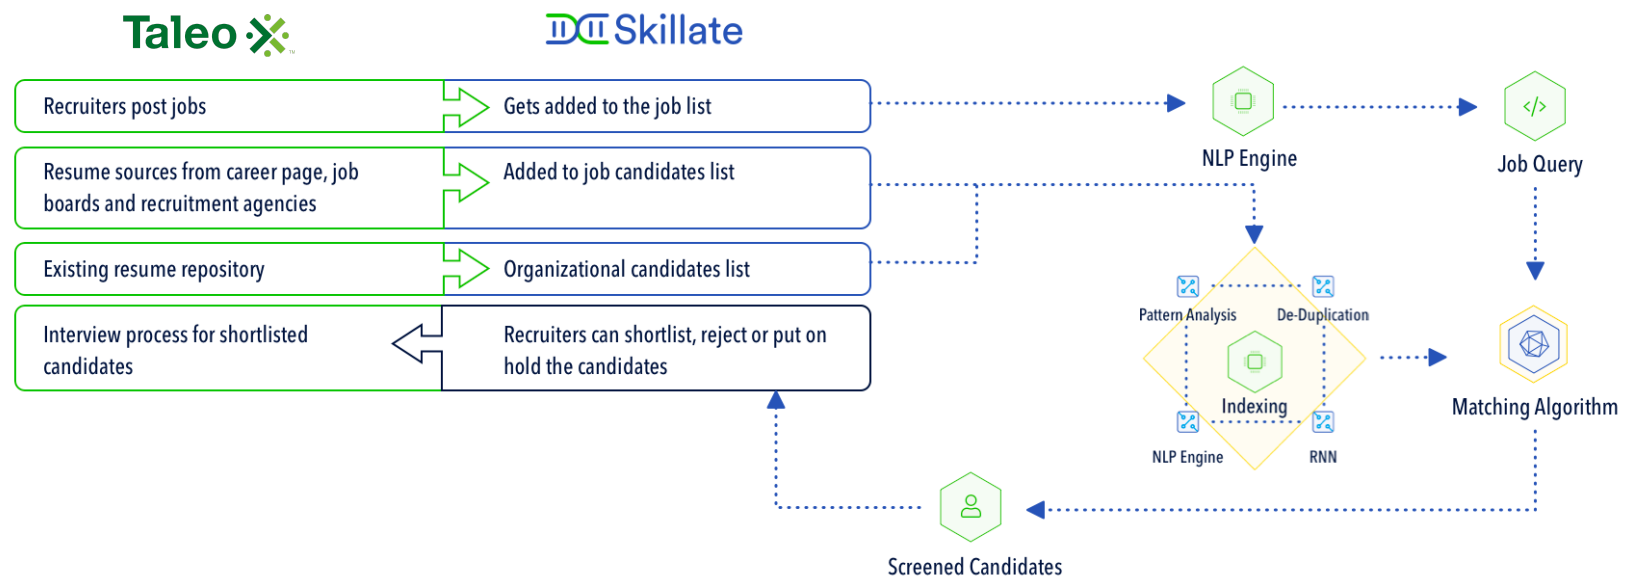 Taleo
Skillate
Recruiters post jobs
Gets added to the job list
Resume sources from career page, job
boards and recruitment agencies
Added to job candidates list
Existing resume repository
Organizational candidates list
Interview process for shortlisted
candidates
Recruiters can shortlist, reject or put on
hold the candidates
NLP Engine
</>
Job Query
Pattern Analysis
De-Duplication
Indexing
NLP Engine
RNN
Matching Algorithm
Screened Candidates